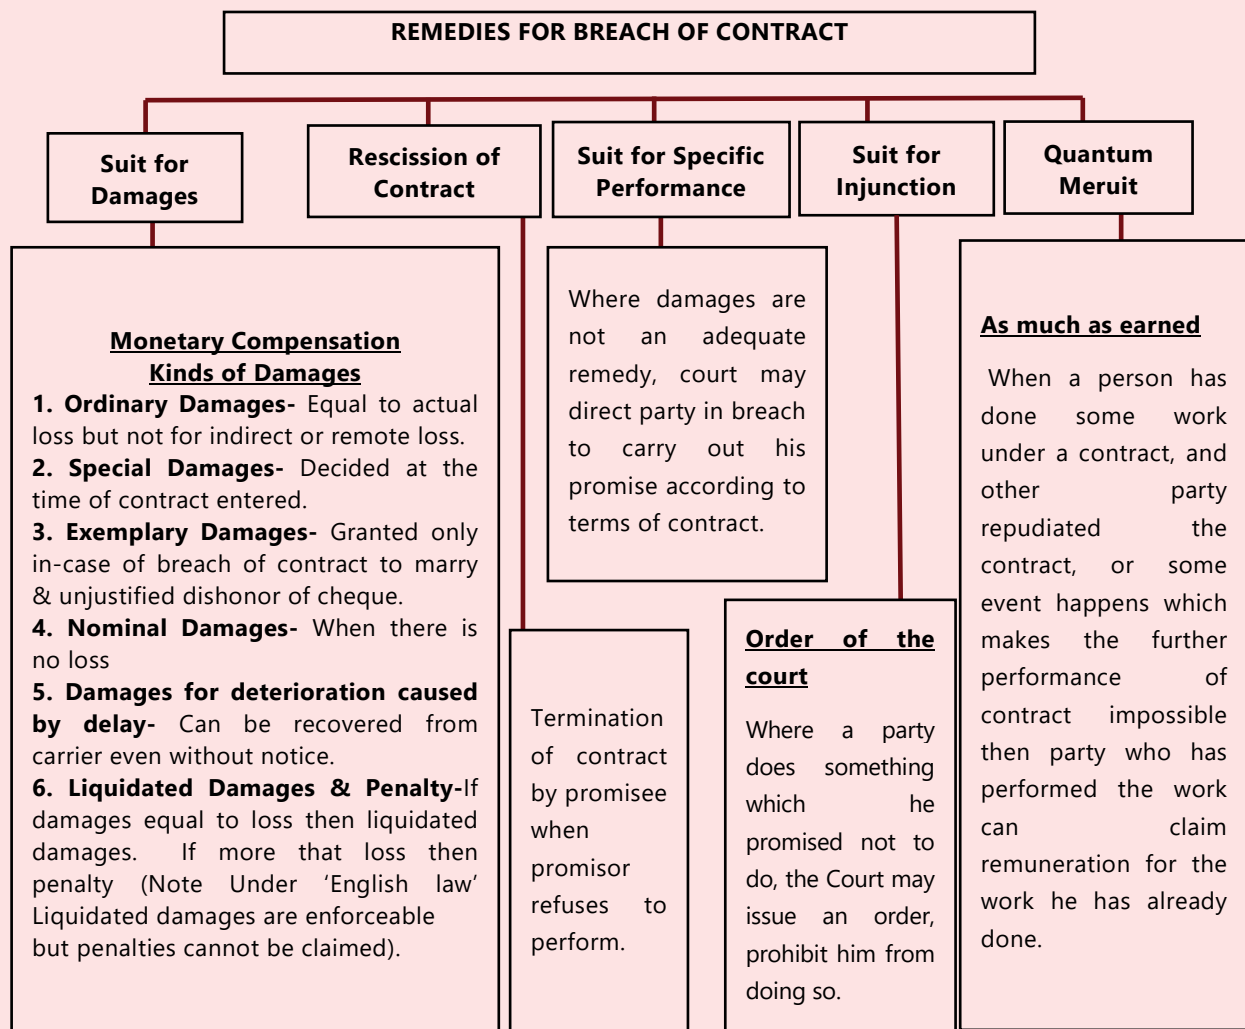 REMEDIES FOR BREACH OF CONTRACT
Suit for
Damages
Rescission of
Contract
Suit for Specific
Performance
Suit for
Injunction
Quantum
Meruit
Monetary Compensation
Kinds of Damages
1. Ordinary Damages- Equal to actual
loss but not for indirect or remote loss.
2. Special Damages- Decided at the
time of contract entered.
3. Exemplary Damages- Granted only
in-case of breach of contract to marry
& unjustified dishonor of cheque.
4. Nominal Damages- When there is
no loss
5. Damages for deterioration caused
by delay- Can be recovered from
carrier even without notice.
6. Liquidated Damages & Penalty-If
damages equal to loss then liquidated
damages. If more that loss then
penalty (Note Under ‘English law’
Liquidated damages are enforceable
but penalties cannot be claimed).
Termination
of contract
by promisee
when
promisor
refuses to
perform.
Where damages are
not an adequate
remedy, court may
direct party in breach
to carry out his
promise according to
terms of contract.
Order of the
court
Where a party
does something
which he
promised not to
do, the Court may
issue an order,
prohibit him from
doing so.
As much as earned
When a person has
done some work
under a contract, and
other party
repudiated the
contract, or some
event happens which
makes the further
performance of
contract impossible
then party who has
performed the work
can claim
remuneration for the
work he has already
done.